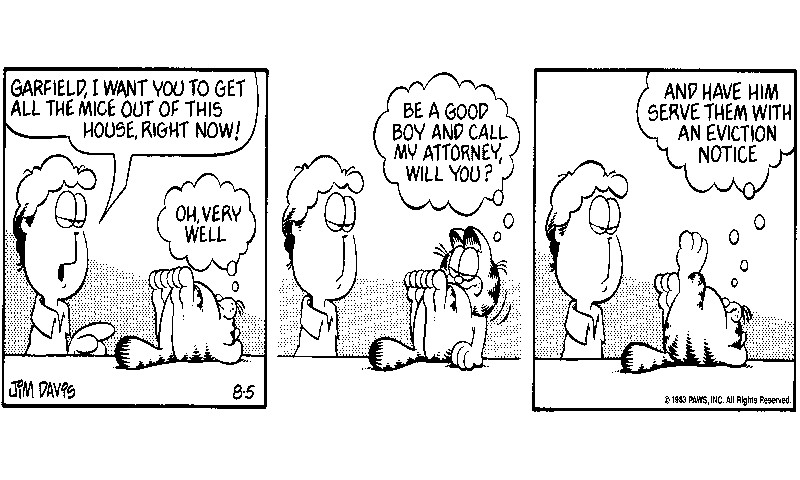 GARFIELD, I WANT YOU TO GET
ALL THE MICE OUT OF THIS
HOUSE, RIGHT NOW!
OH, VERY
WELL
JIM DAVIS
8-5
BE A GOOD
BOY AND CALL
MY ATTORNEY,
WILL YOU?
AND HAVE HIM
SERVE THEM WITH
AN EVICTION
NOTICE
© 1983 PAWS, INC. All Rights Reserved.